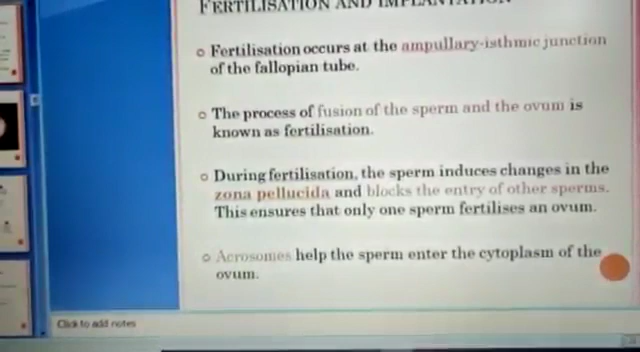 FERTILISATION AND IMPLANTATION
Fertilisation occurs at the ampullary-isthmic junction
of the fallopian tube.
The process of fusion of the sperm and the ovum is
known as fertilisation.
During fertilisation, the sperm induces changes in the
zona pellucida and blocks the entry of other sperms.
This ensures that only one sperm fertilises an ovum.
Acrosomes help the sperm enter the cytoplasm of the
ovum.
Click to add notes